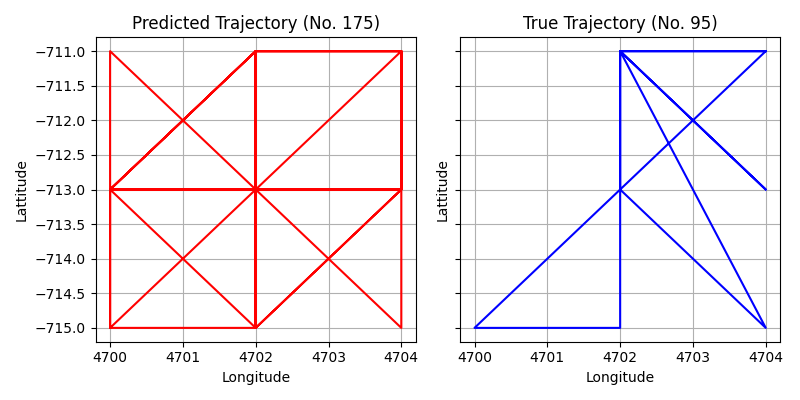 Predicted Trajectory (No. 175)
True Trajectory (No. 95)
−711.0
−711.5
−712.0
−712.5
−713.0
−713.5
−714.0
−714.5
−715.0
Lattitude
Lattitude
4700 4701 4702 4703 4704
4700 4701 4702 4703 4704
Longitude
Longitude